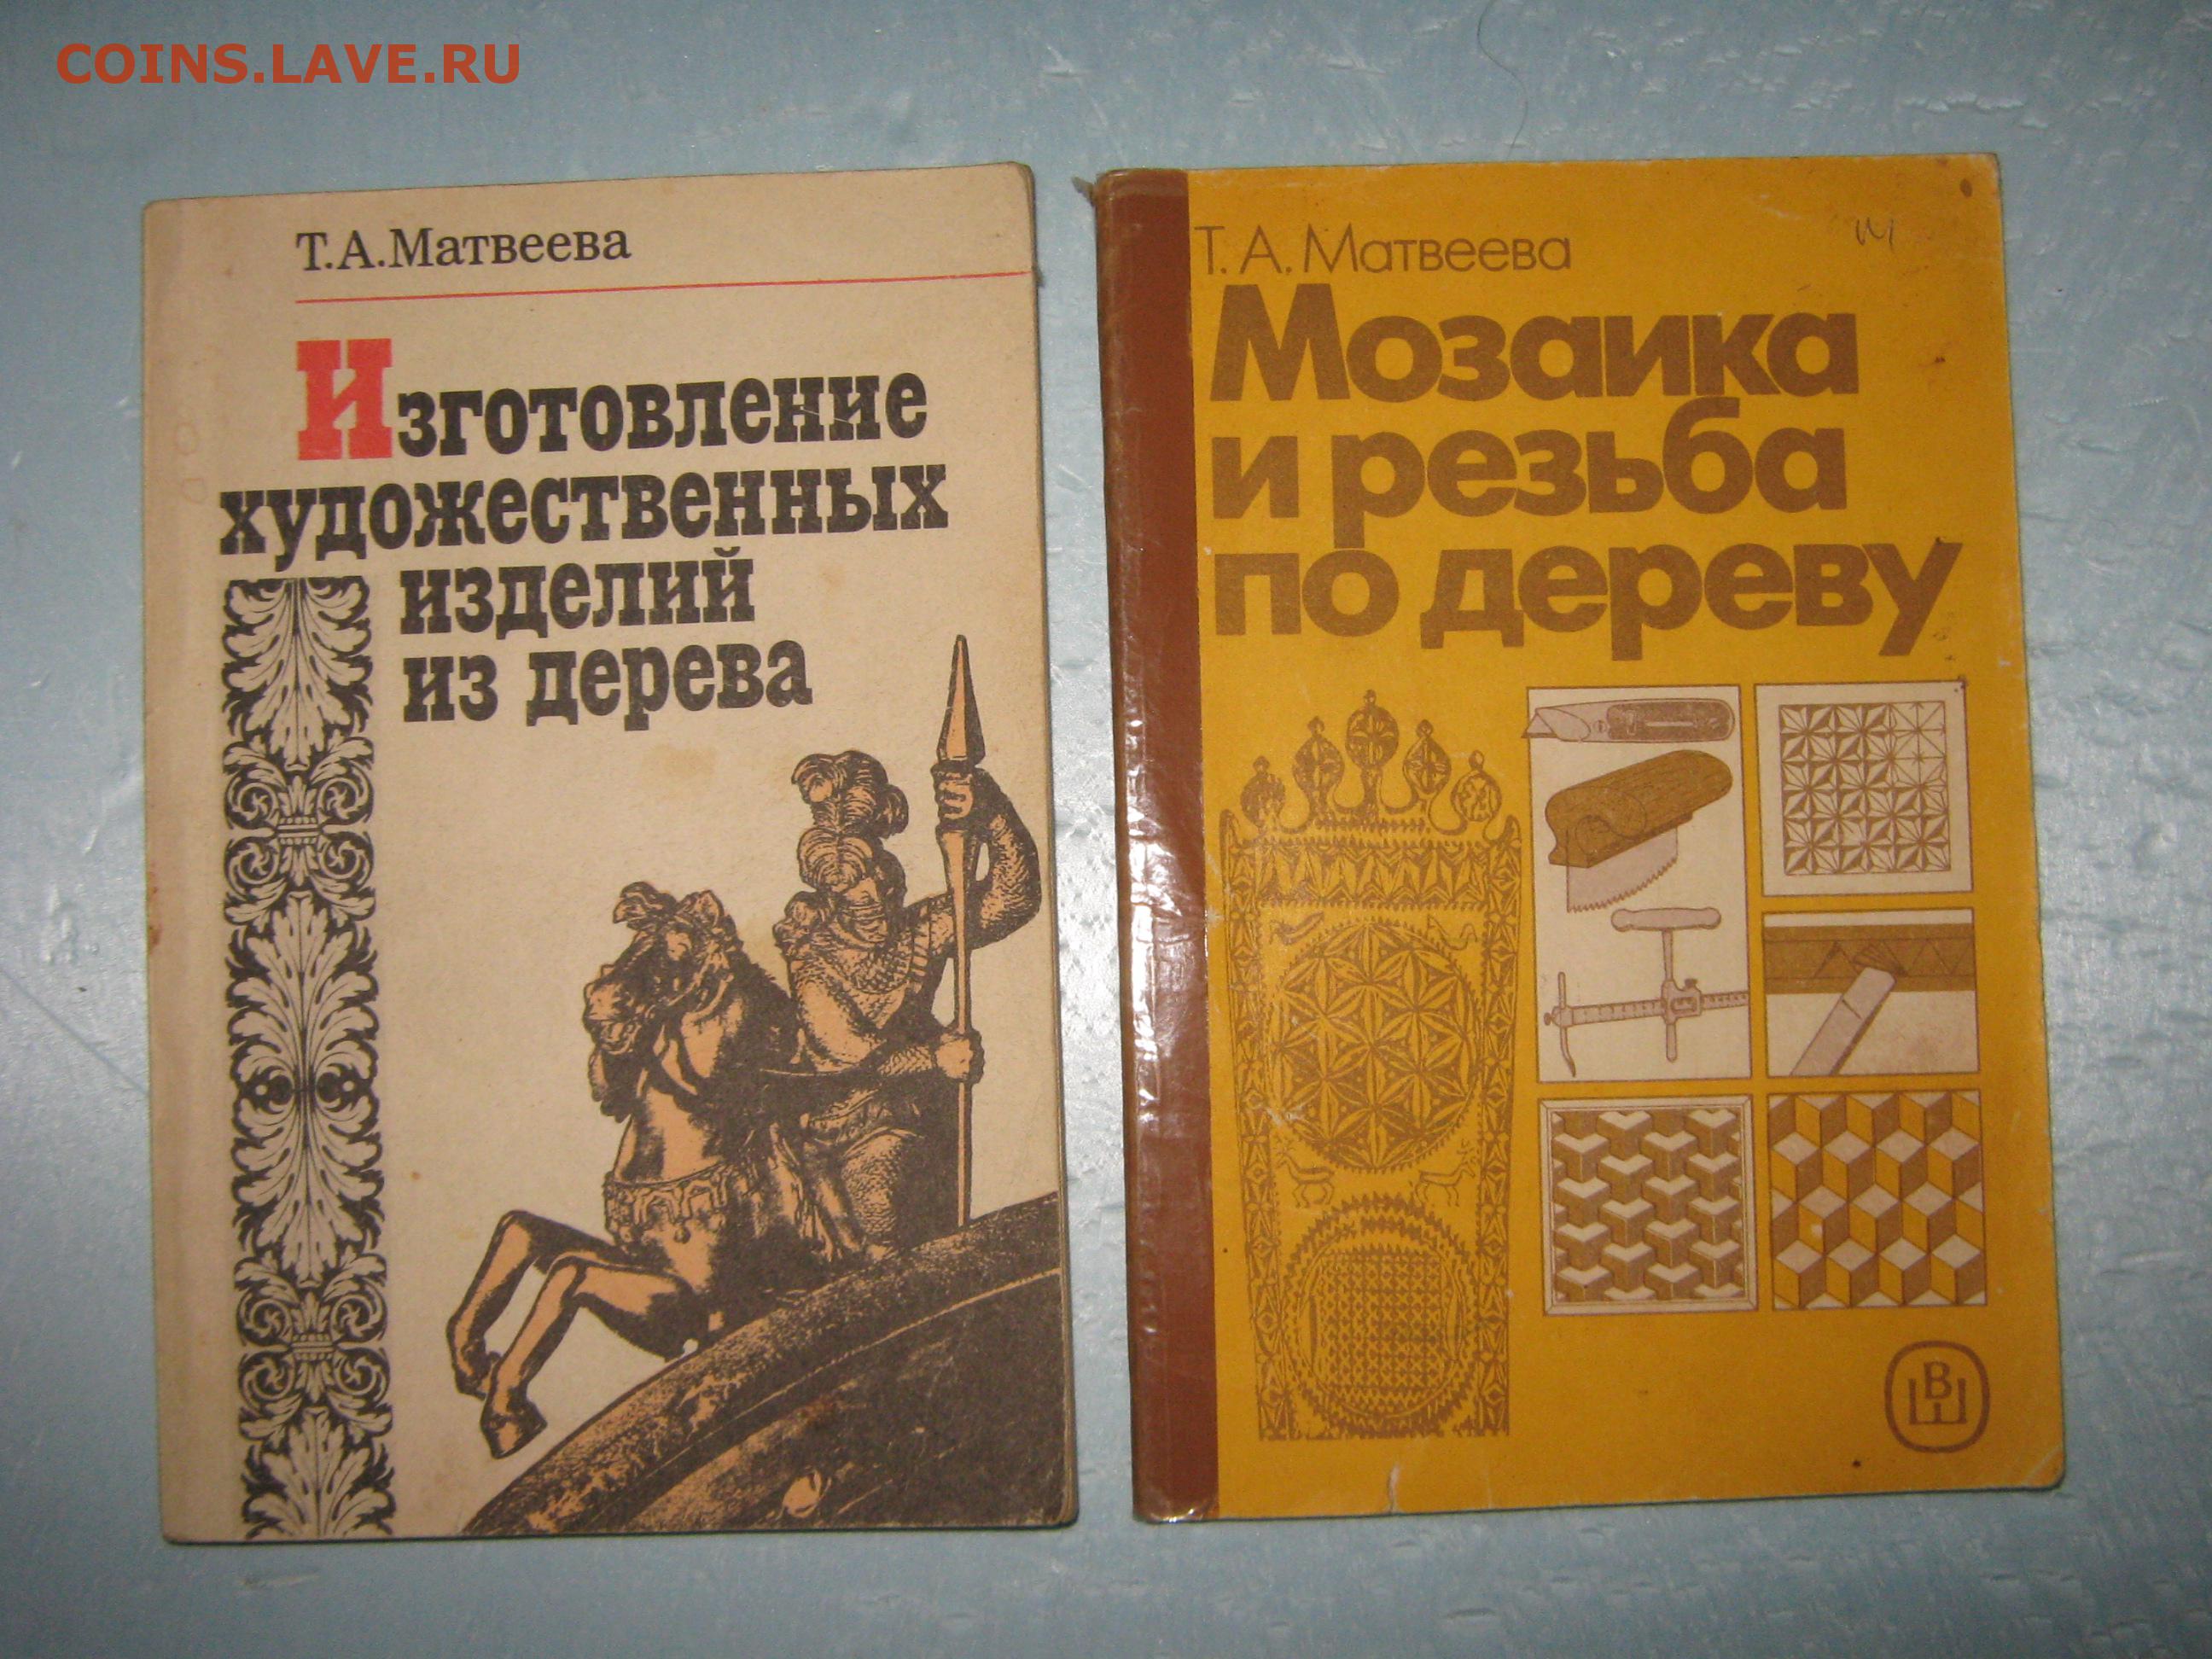 COINS.LAVE.RU
Т.А.Матвеева
Изготовление
художественных
изделий
из дерева
Т. А. Матвеева
Мозаика
и резьба
по дереву
ВШ